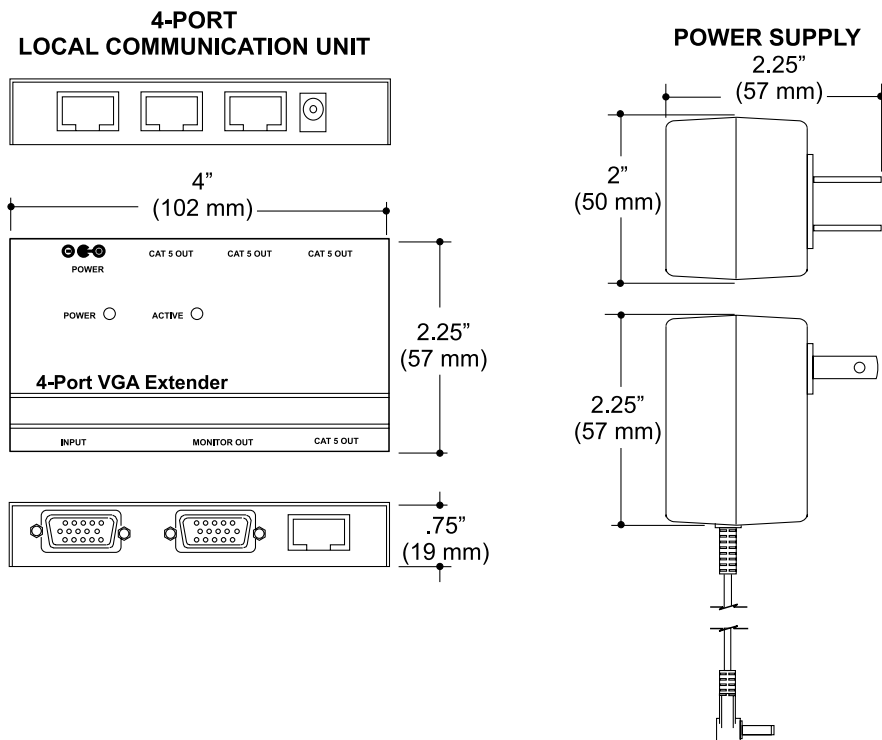 4-PORT
LOCAL COMMUNICATION UNIT
4”
(102 mm)
POWER
CAT 5 OUT CAT 5 OUT CAT 5 OUT
POWER ACTIVE
2.25”
(57 mm)
4-Port VGA Extender
INPUT MONITOR OUT CAT 5 OUT
.75”
(19 mm)
POWER SUPPLY
2.25”
(57 mm)
2”
(50 mm)
2.25”
(57 mm)